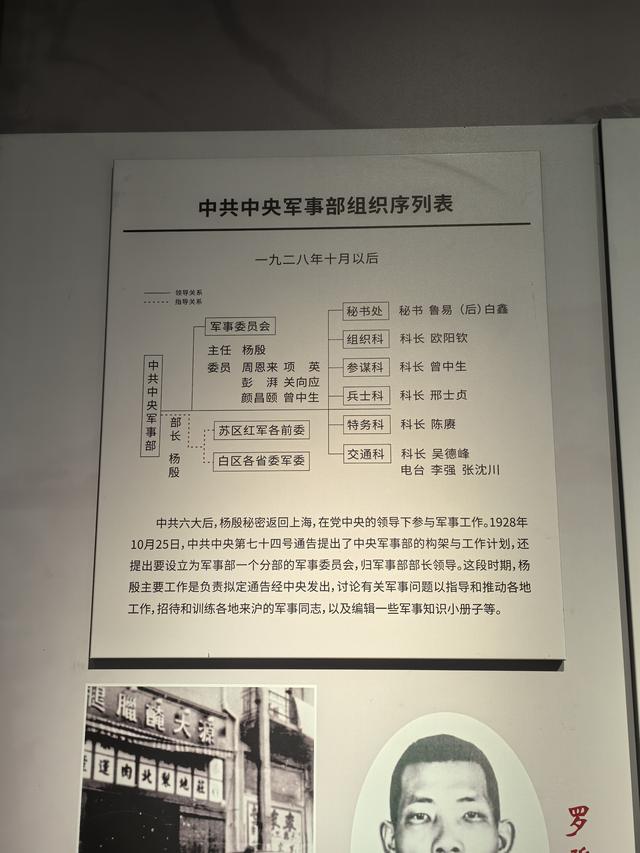 中共中央军事部组织序列表
一九二八年十月以后
领导关系
指导关系
中共中央军事部
部长 杨殷
军事委员会
主任 杨殷
委员 周恩来 项 英
彭 湃 关向应
颜昌颐 曾中生
苏区红军各前委
白区各省委军委
秘书处 秘书 鲁易（后）白鑫
组织科 科长 欧阳钦
参谋科 科长 曾中生
兵士科 科长 邢士贞
特务科 科长 陈赓
交通科 科长 吴德峰
电台 李强 张沈川
中共六大后，杨殷秘密返回上海，在党中央的领导下参与军事工作。1928年
10月25日，中共中央第七十四号通告提出了中央军事部的构架与工作计划，还
提出要设立为军事部一个分部的军事委员会，归军事部部长领导。这段时期，杨
殷主要工作是负责拟定通告经中央发出，讨论有关军事问题以指导和推动各地
工作，招待和训练各地来沪的军事同志，以及编辑一些军事知识小册子等。
腿臘醃天源
運肉北梨地莊
罗